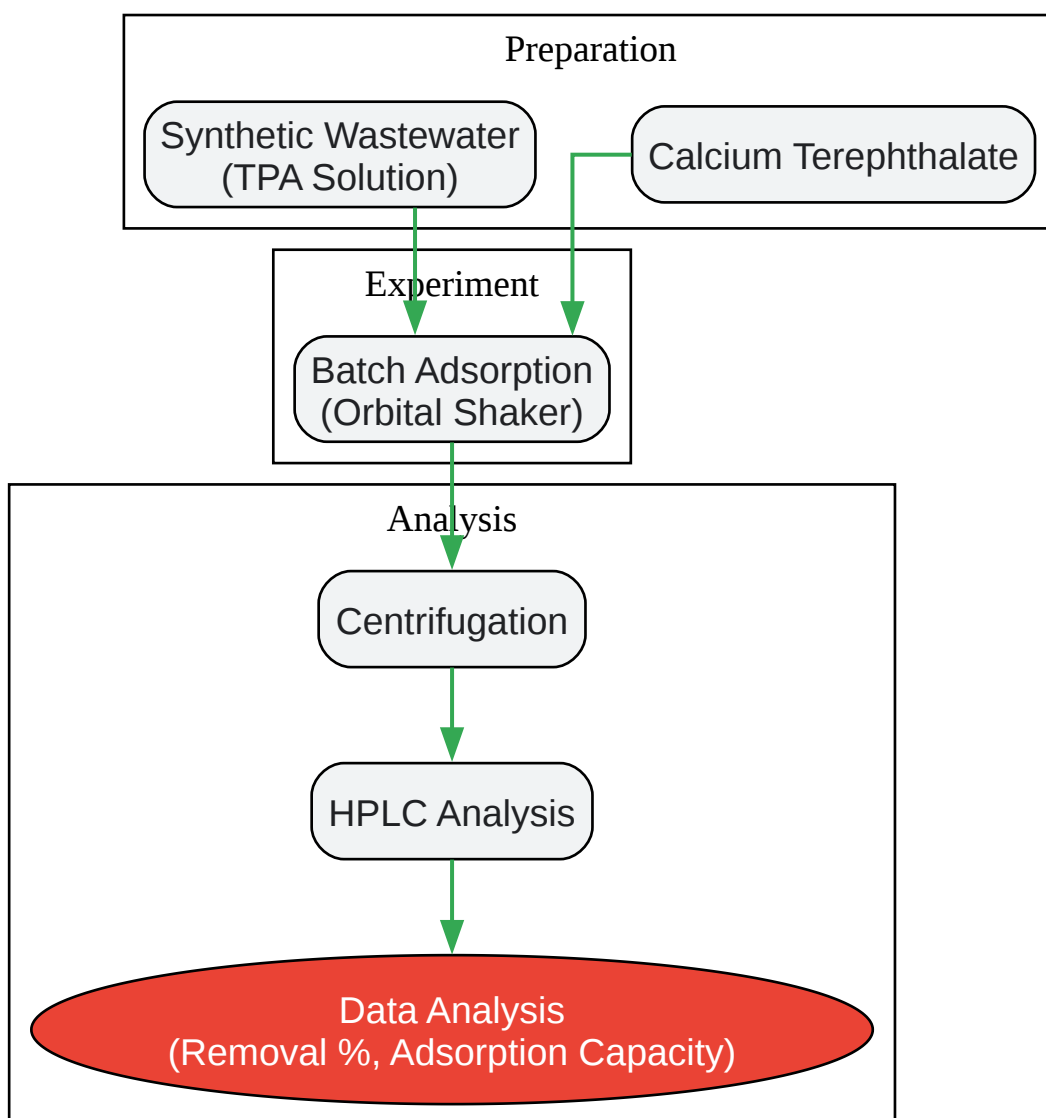 Preparation
Synthetic Wastewater
(TPA Solution)
Calcium Terephthalate
Experiment
Batch Adsorption
(Orbital Shaker)
Analysis
Centrifugation
HPLC Analysis
Data Analysis
(Removal %, Adsorption Capacity)